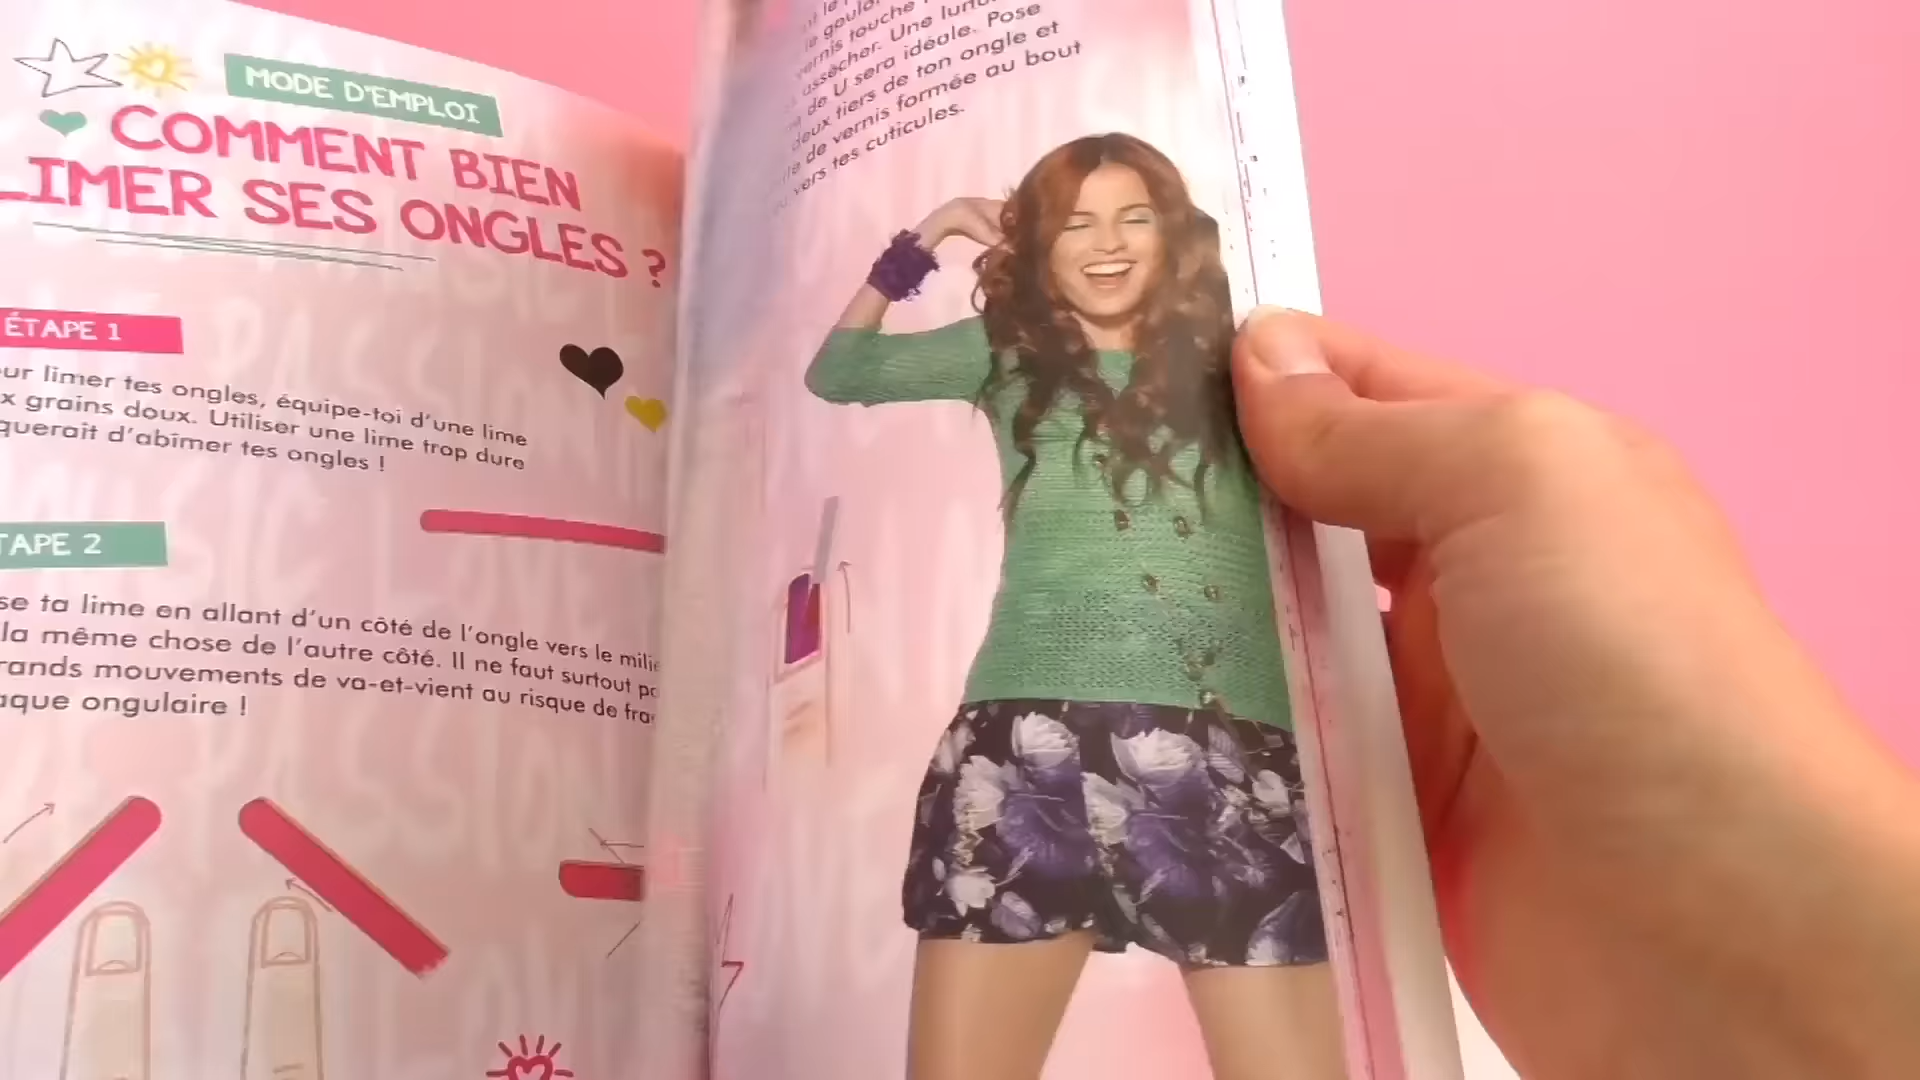 MODE D'EMPLOI
COMMENT BIEN
LIMER SES ONGLES ?
ÉTAPE 1
ur limer tes ongles, équipe-toi d'une lime
x grains doux. Utiliser une lime trop dure
querait d'abîmer tes ongles !
TAPE 2
se ta lime en allant d'un côté de l'ongle vers le milie
la même chose de l'autre côté. Il ne faut surtout pa
rands mouvements de va-et-vient au risque de fra
aque ongulaire !
le goulo
vernis touche
assécher. Une
de U sera idéale. Pose
deux tiers de ton ongle et
de vernis formée au bout
vers tes cuticules.